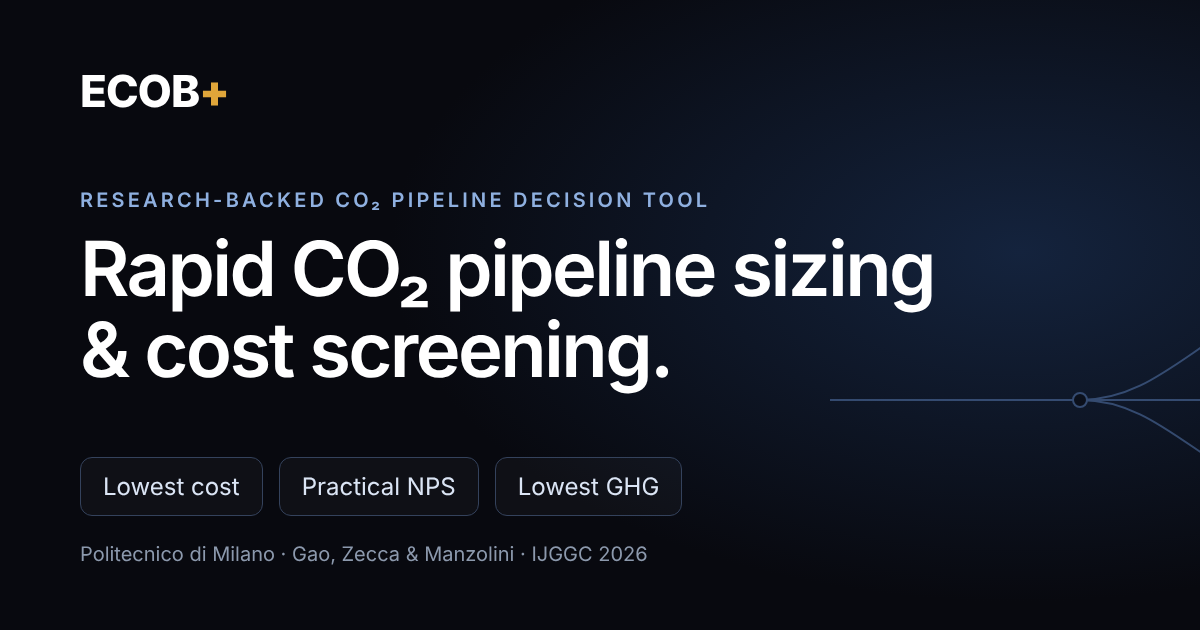 ECOB+
RESEARCH-BACKED CO₂ PIPELINE DECISION TOOL
Rapid CO₂ pipeline sizing
& cost screening.
Lowest cost
Practical NPS
Lowest GHG
Politecnico di Milano · Gao, Zecca & Manzolini · IJGGC 2026